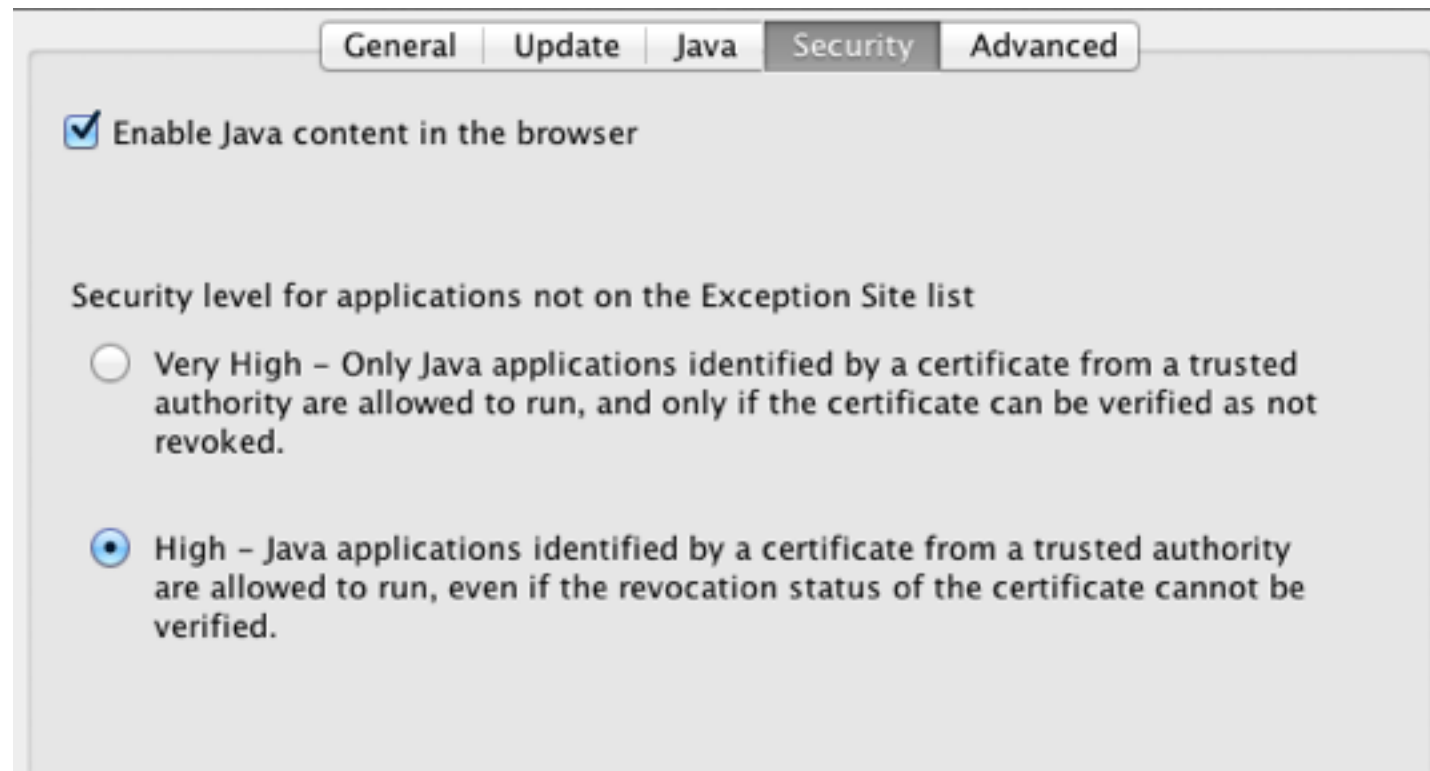 General Update Java Security Advanced
Enable Java content in the browser
Security level for applications not on the Exception Site list
Very High – Only Java applications identified by a certificate from a trusted
authority are allowed to run, and only if the certificate can be verified as not
revoked.
High – Java applications identified by a certificate from a trusted authority
are allowed to run, even if the revocation status of the certificate cannot be
verified.